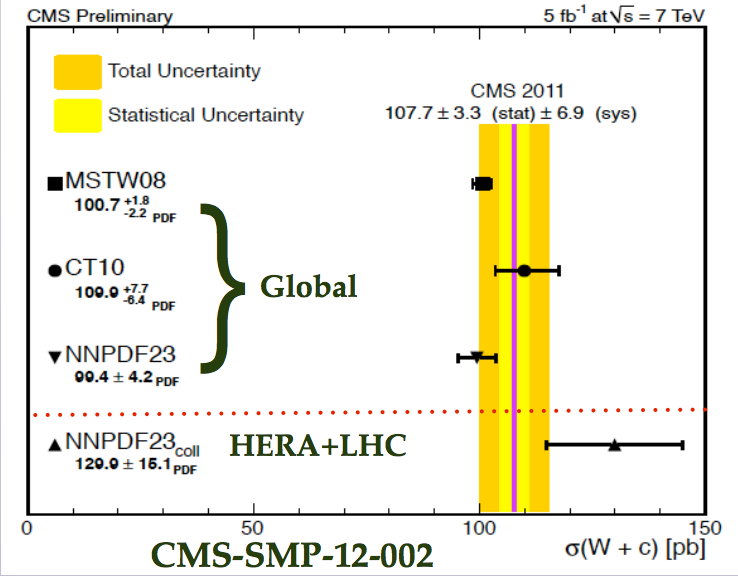 CMS Preliminary
5 fb⁻¹ at √s = 7 TeV
Total Uncertainty
Statistical Uncertainty
CMS 2011
107.7 ± 3.3 (stat) ± 6.9 (sys)
MSTW08
100.7 +1.8 -2.2 PDF
CT10
109.9 +7.7 -6.4 PDF
Global
NNPDF23
99.4 ± 4.2 PDF
NNPDF23coll
129.9 ± 15.1 PDF
HERA+LHC
0 50 100 150
σ(W + c) [pb]
CMS-SMP-12-002